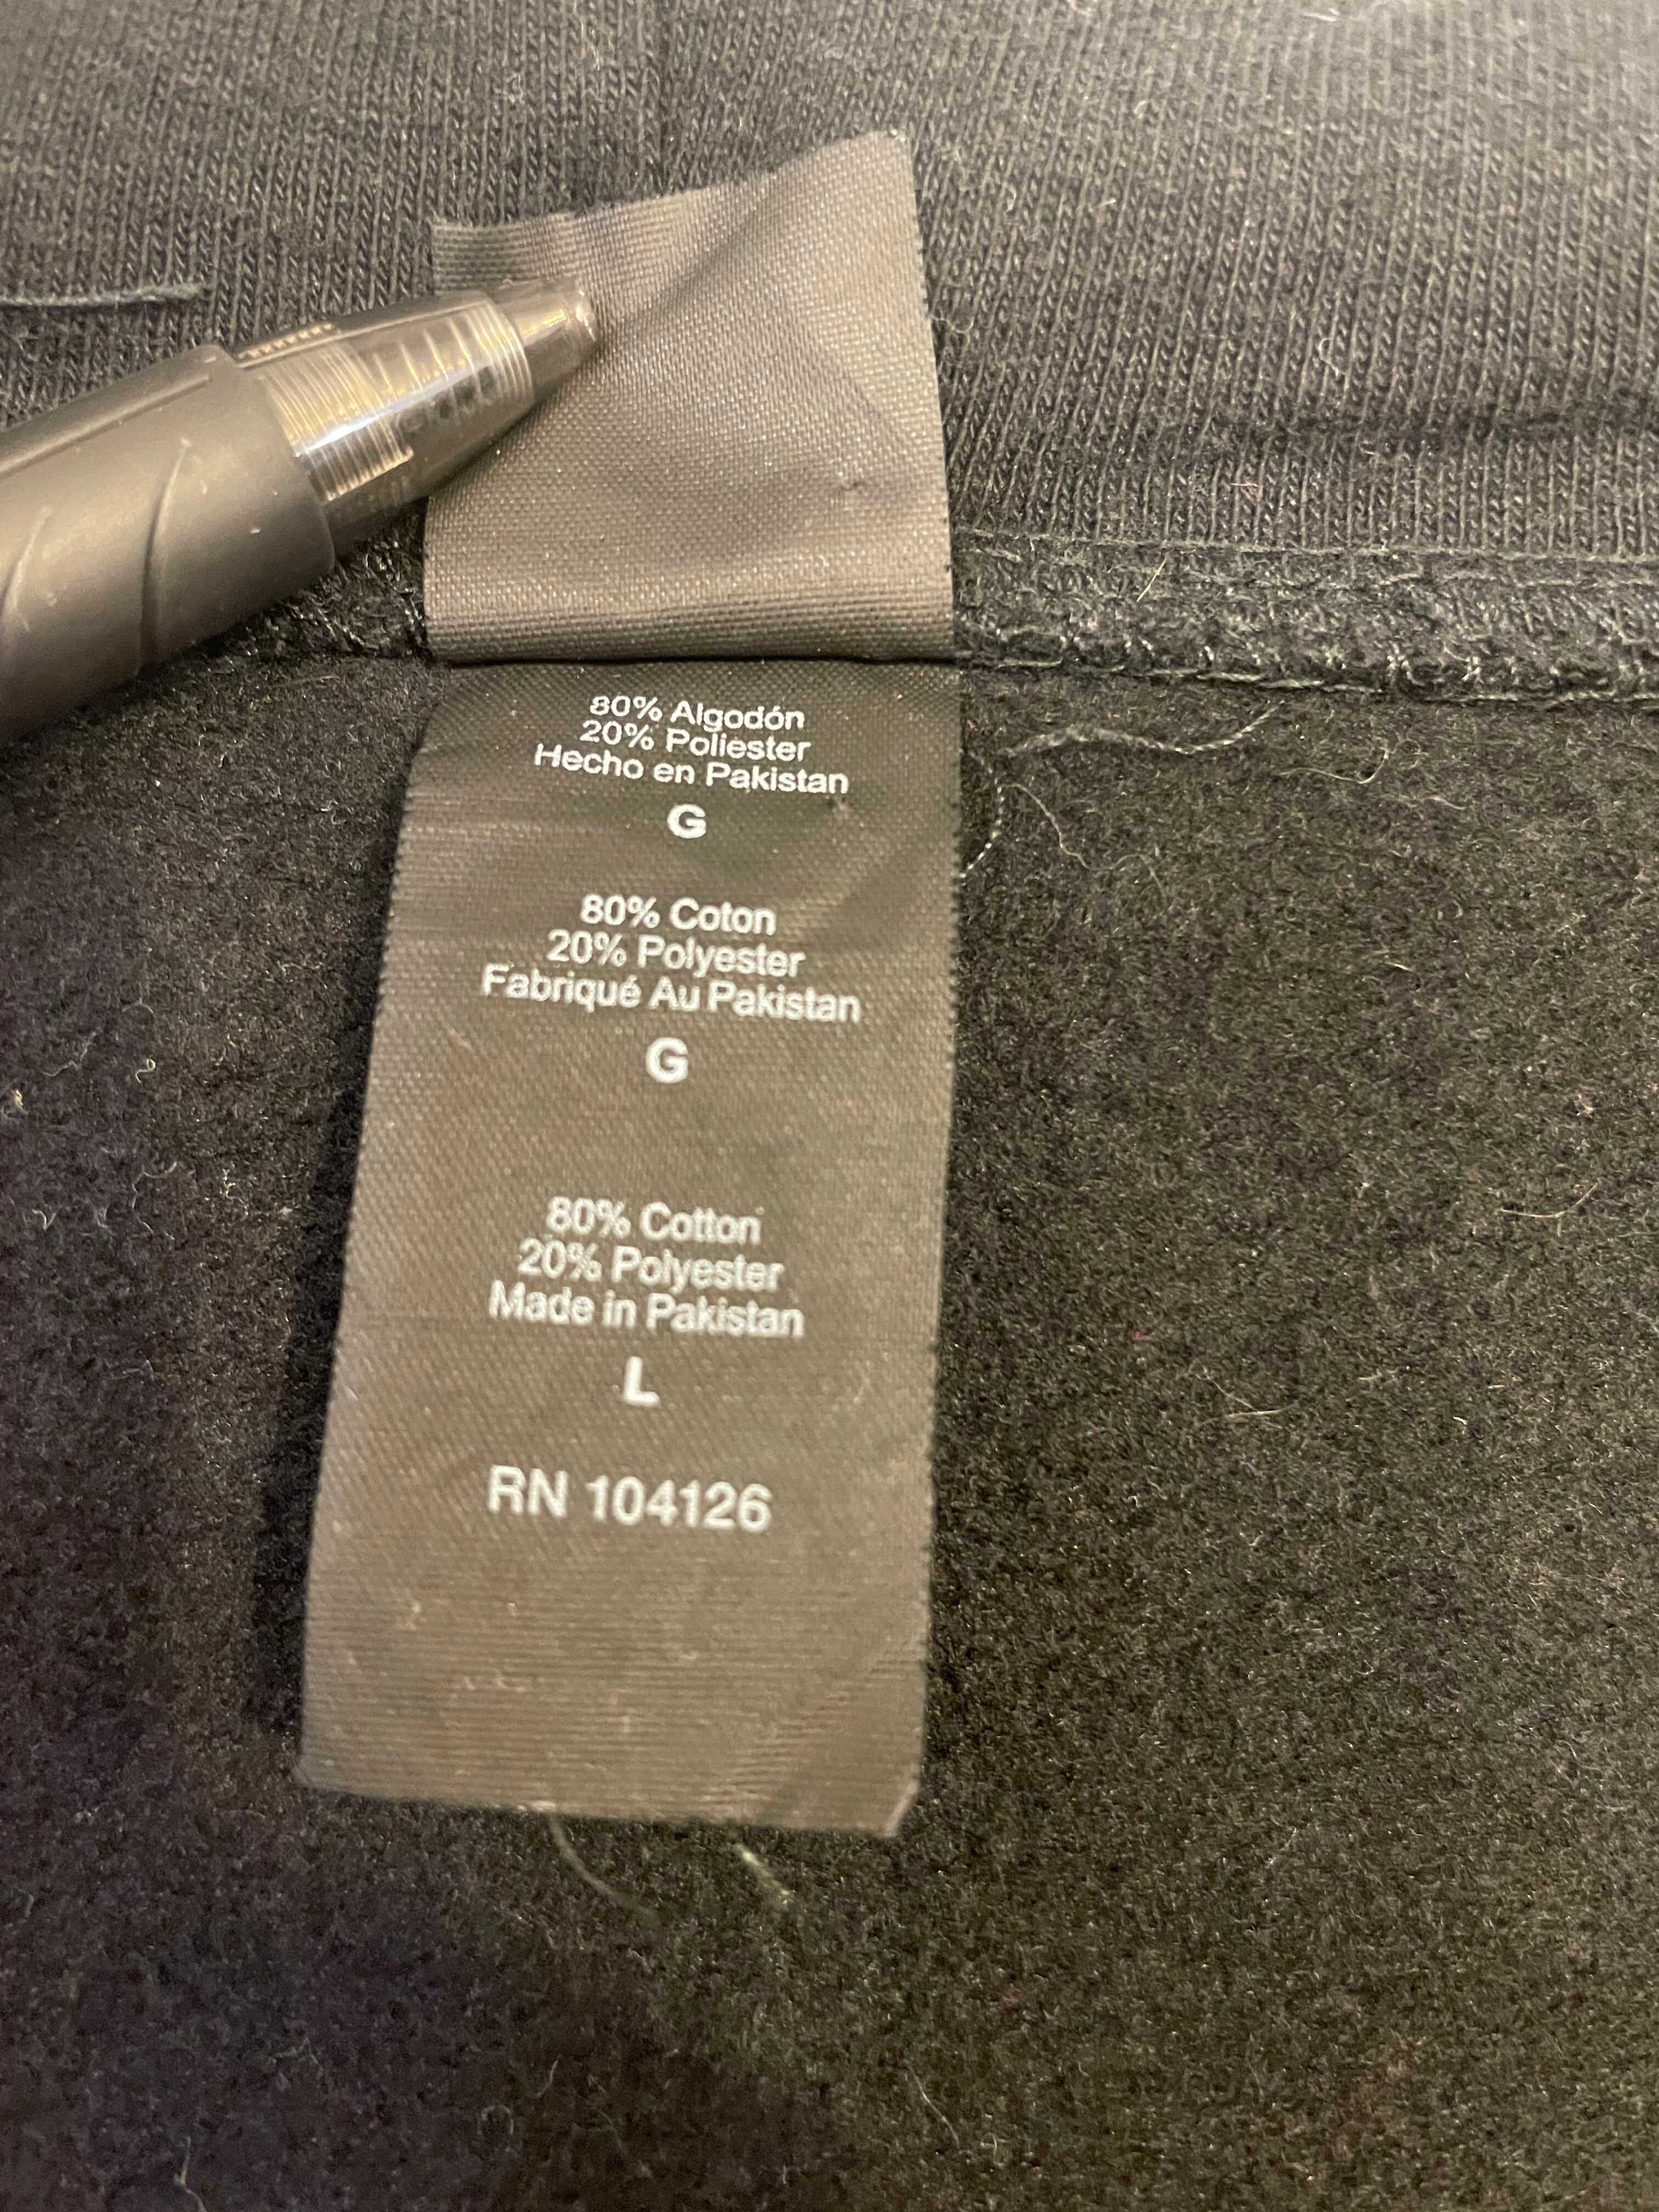 80% Algodón
20% Poliester
Hecho en Pakistan
G
80% Coton
20% Polyester
Fabriqué Au Pakistan
G
80% Cotton
20% Polyester
Made in Pakistan
L
RN 104126